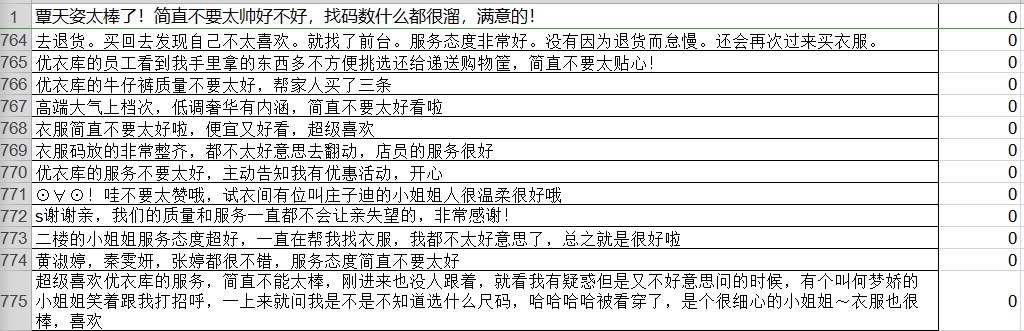 1 覃天姿太棒了！简直不要太帅好不好，找码数什么都很溜，满意的！ 0
764 去退货。买回去发现自己不太喜欢。就找了前台。服务态度非常好。没有因为退货而怠慢。还会再次过来买衣服。 0
765 优衣库的员工看到我手里拿的东西多不方便挑选还给递送购物筐，简直不要太贴心！ 0
766 优衣库的牛仔裤质量不要太好，帮家人买了三条 0
767 高端大气上档次，低调奢华有内涵，简直不要太好看啦 0
768 衣服简直不要太好啦，便宜又好看，超级喜欢 0
769 衣服码放的非常整齐，都不太好意思去翻动，店员的服务很好 0
770 优衣库的服务不要太好，主动告知我有优惠活动，开心 0
771 ⊙∀⊙！哇不要太赞哦，试衣间有位叫庄子迪的小姐姐人很温柔很好哦 0
772 s谢谢亲，我们的质量和服务一直都不会让亲失望的，非常感谢！ 0
773 二楼的小姐姐服务态度超好，一直在帮我找衣服，我都不太好意思了，总之就是很好啦 0
774 黄淑婷，秦雯妍，张婷都很不错，服务态度简直不要太好 0
超级喜欢优衣库的服务，简直不能太棒，刚进来也没人跟着，就看我有疑惑但是又不好意思问的时候，有个叫何梦娇的
775 小姐姐笑着跟我打招呼，一上来就问我是不是不知道选什么尺码，哈哈哈哈被看穿了，是个很细心的小姐姐～衣服也很 0
棒，喜欢